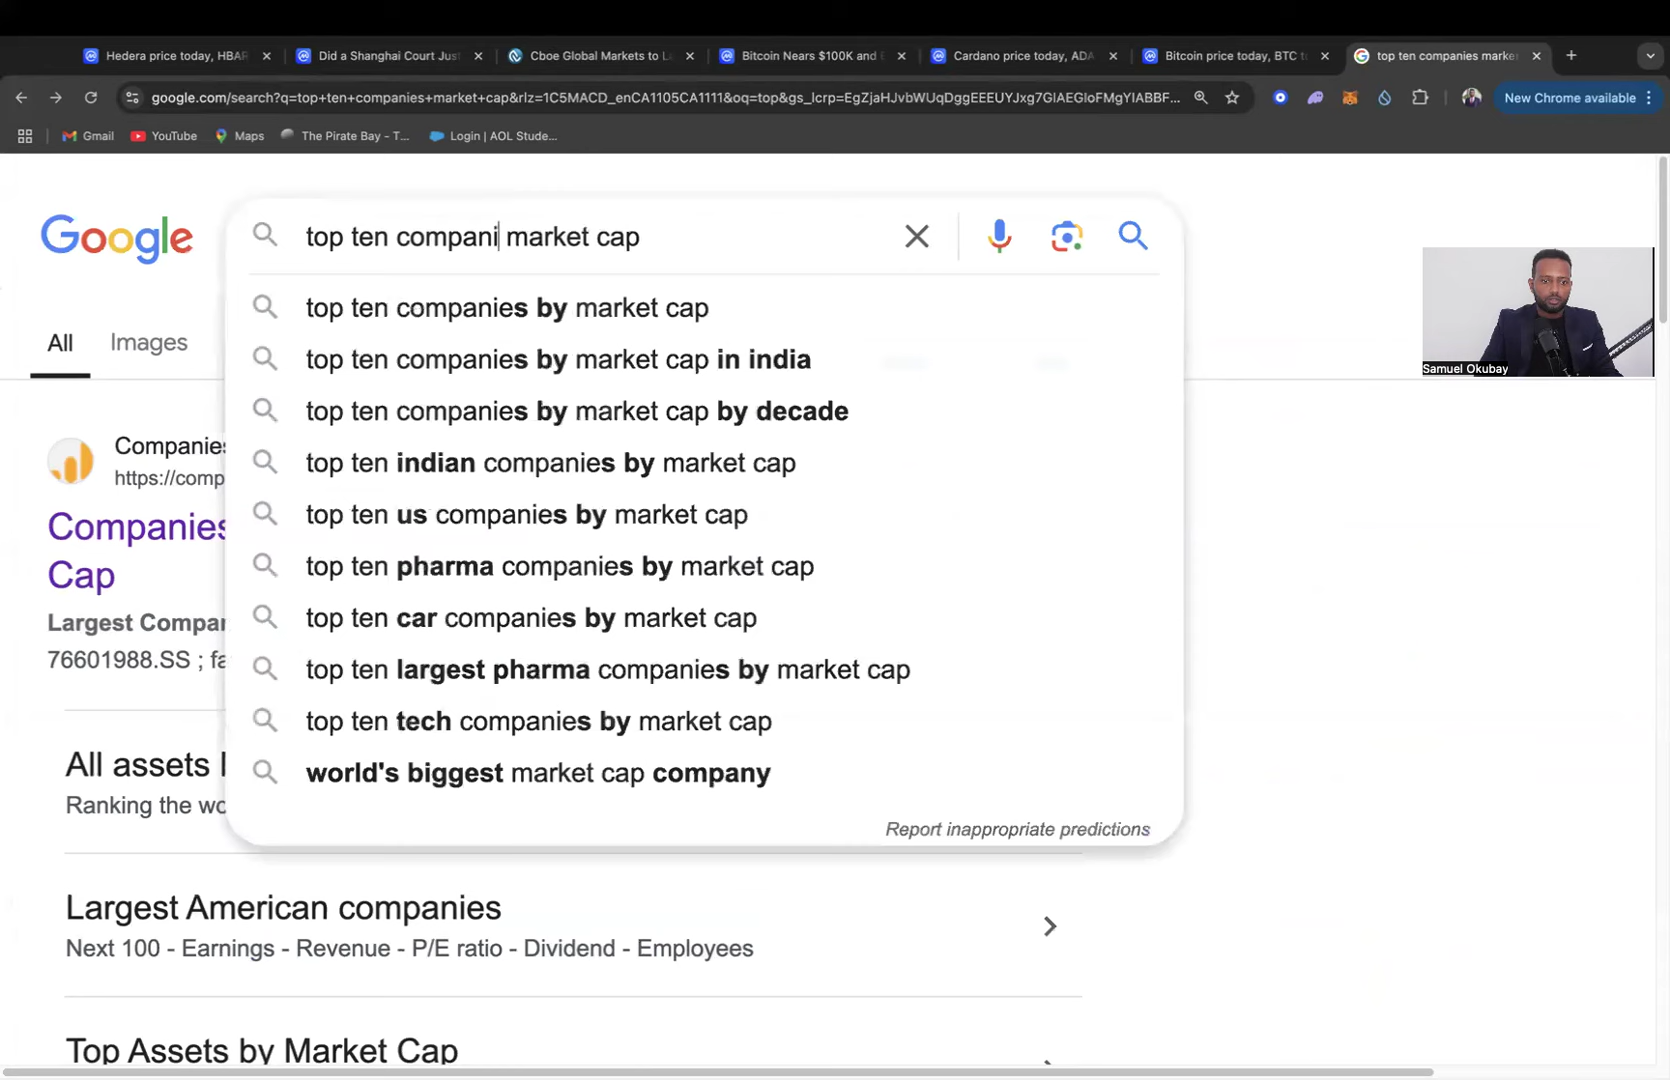 Hedera price today, HBAR
Did a Shanghai Court Just
Cboe Global Markets to L
Bitcoin Nears $100K and
Cardano price today, ADA
Bitcoin price today, BTC t
top ten companies marke
google.com/search?q=top+ten+companies+market+cap&rlz=1C5MACD_enCA1105CA1111&oq=top&gs_lcrp=EgZjaHJvbWUqDggEEEUYJxg7GIAEGIoFMgYIABBF...
New Chrome available
Gmail
YouTube
Maps
The Pirate Bay - T...
Login | AOL Stude...
Google
top ten compani market cap
All
Images
top ten companies by market cap
top ten companies by market cap in india
top ten companies by market cap by decade
top ten indian companies by market cap
top ten us companies by market cap
top ten pharma companies by market cap
top ten car companies by market cap
top ten largest pharma companies by market cap
top ten tech companies by market cap
world's biggest market cap company
Report inappropriate predictions
Samuel Okubay
Companies
https://comp
Companies
Cap
Largest Compar
76601988.SS ; fa
All assets
Ranking the wo
Largest American companies
Next 100 - Earnings - Revenue - P/E ratio - Dividend - Employees
Top Assets by Market Cap